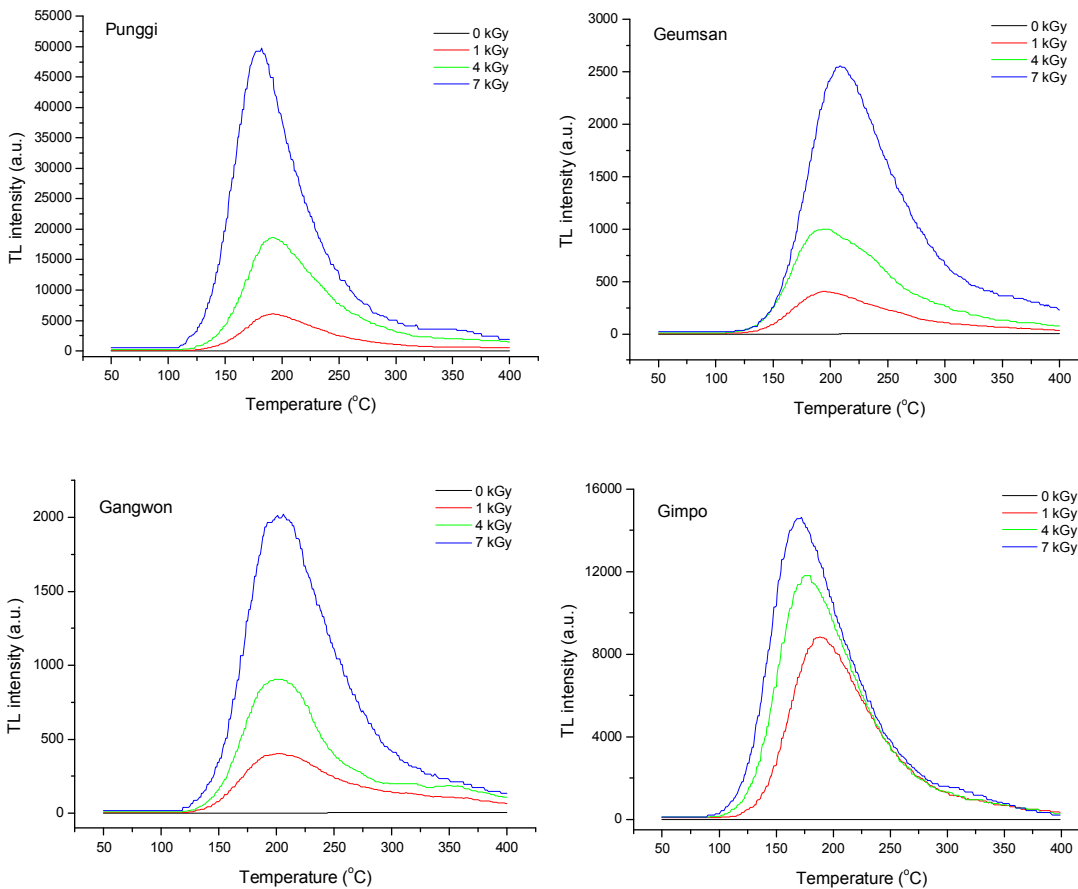 Punggi
0 kGy
1 kGy
4 kGy
7 kGy
55000
50000
45000
40000
35000
30000
25000
20000
15000
10000
5000
0
TL intensity (a.u.)
50 100 150 200 250 300 350 400
Temperature (°C)
Geumsan
0 kGy
1 kGy
4 kGy
7 kGy
3000
2500
2000
1500
1000
500
0
TL intensity (a.u.)
50 100 150 200 250 300 350 400
Temperature (°C)
Gangwon
0 kGy
1 kGy
4 kGy
7 kGy
2000
1500
1000
500
0
TL intensity (a.u.)
50 100 150 200 250 300 350 400
Temperature (°C)
Gimpo
0 kGy
1 kGy
4 kGy
7 kGy
16000
12000
8000
4000
0
TL intensity (a.u.)
50 100 150 200 250 300 350 400
Temperature (°C)